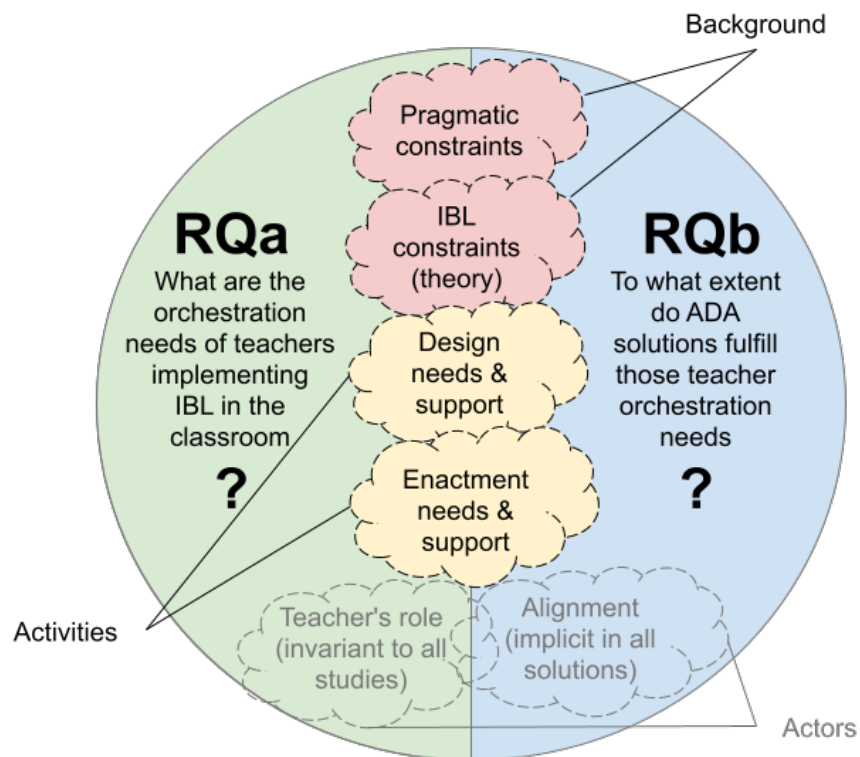 Background
Pragmatic
constraints
IBL
constraints
(theory)
RQa
What are the
orchestration
needs of teachers
implementing
IBL in the
classroom
?
RQb
To what extent
do ADA
solutions fulfill
those teacher
orchestration
needs
?
Design
needs &
support
Enactment
needs &
support
Activities
Teacher's role
(invariant to all
studies)
Alignment
(implicit in all
solutions)
Actors